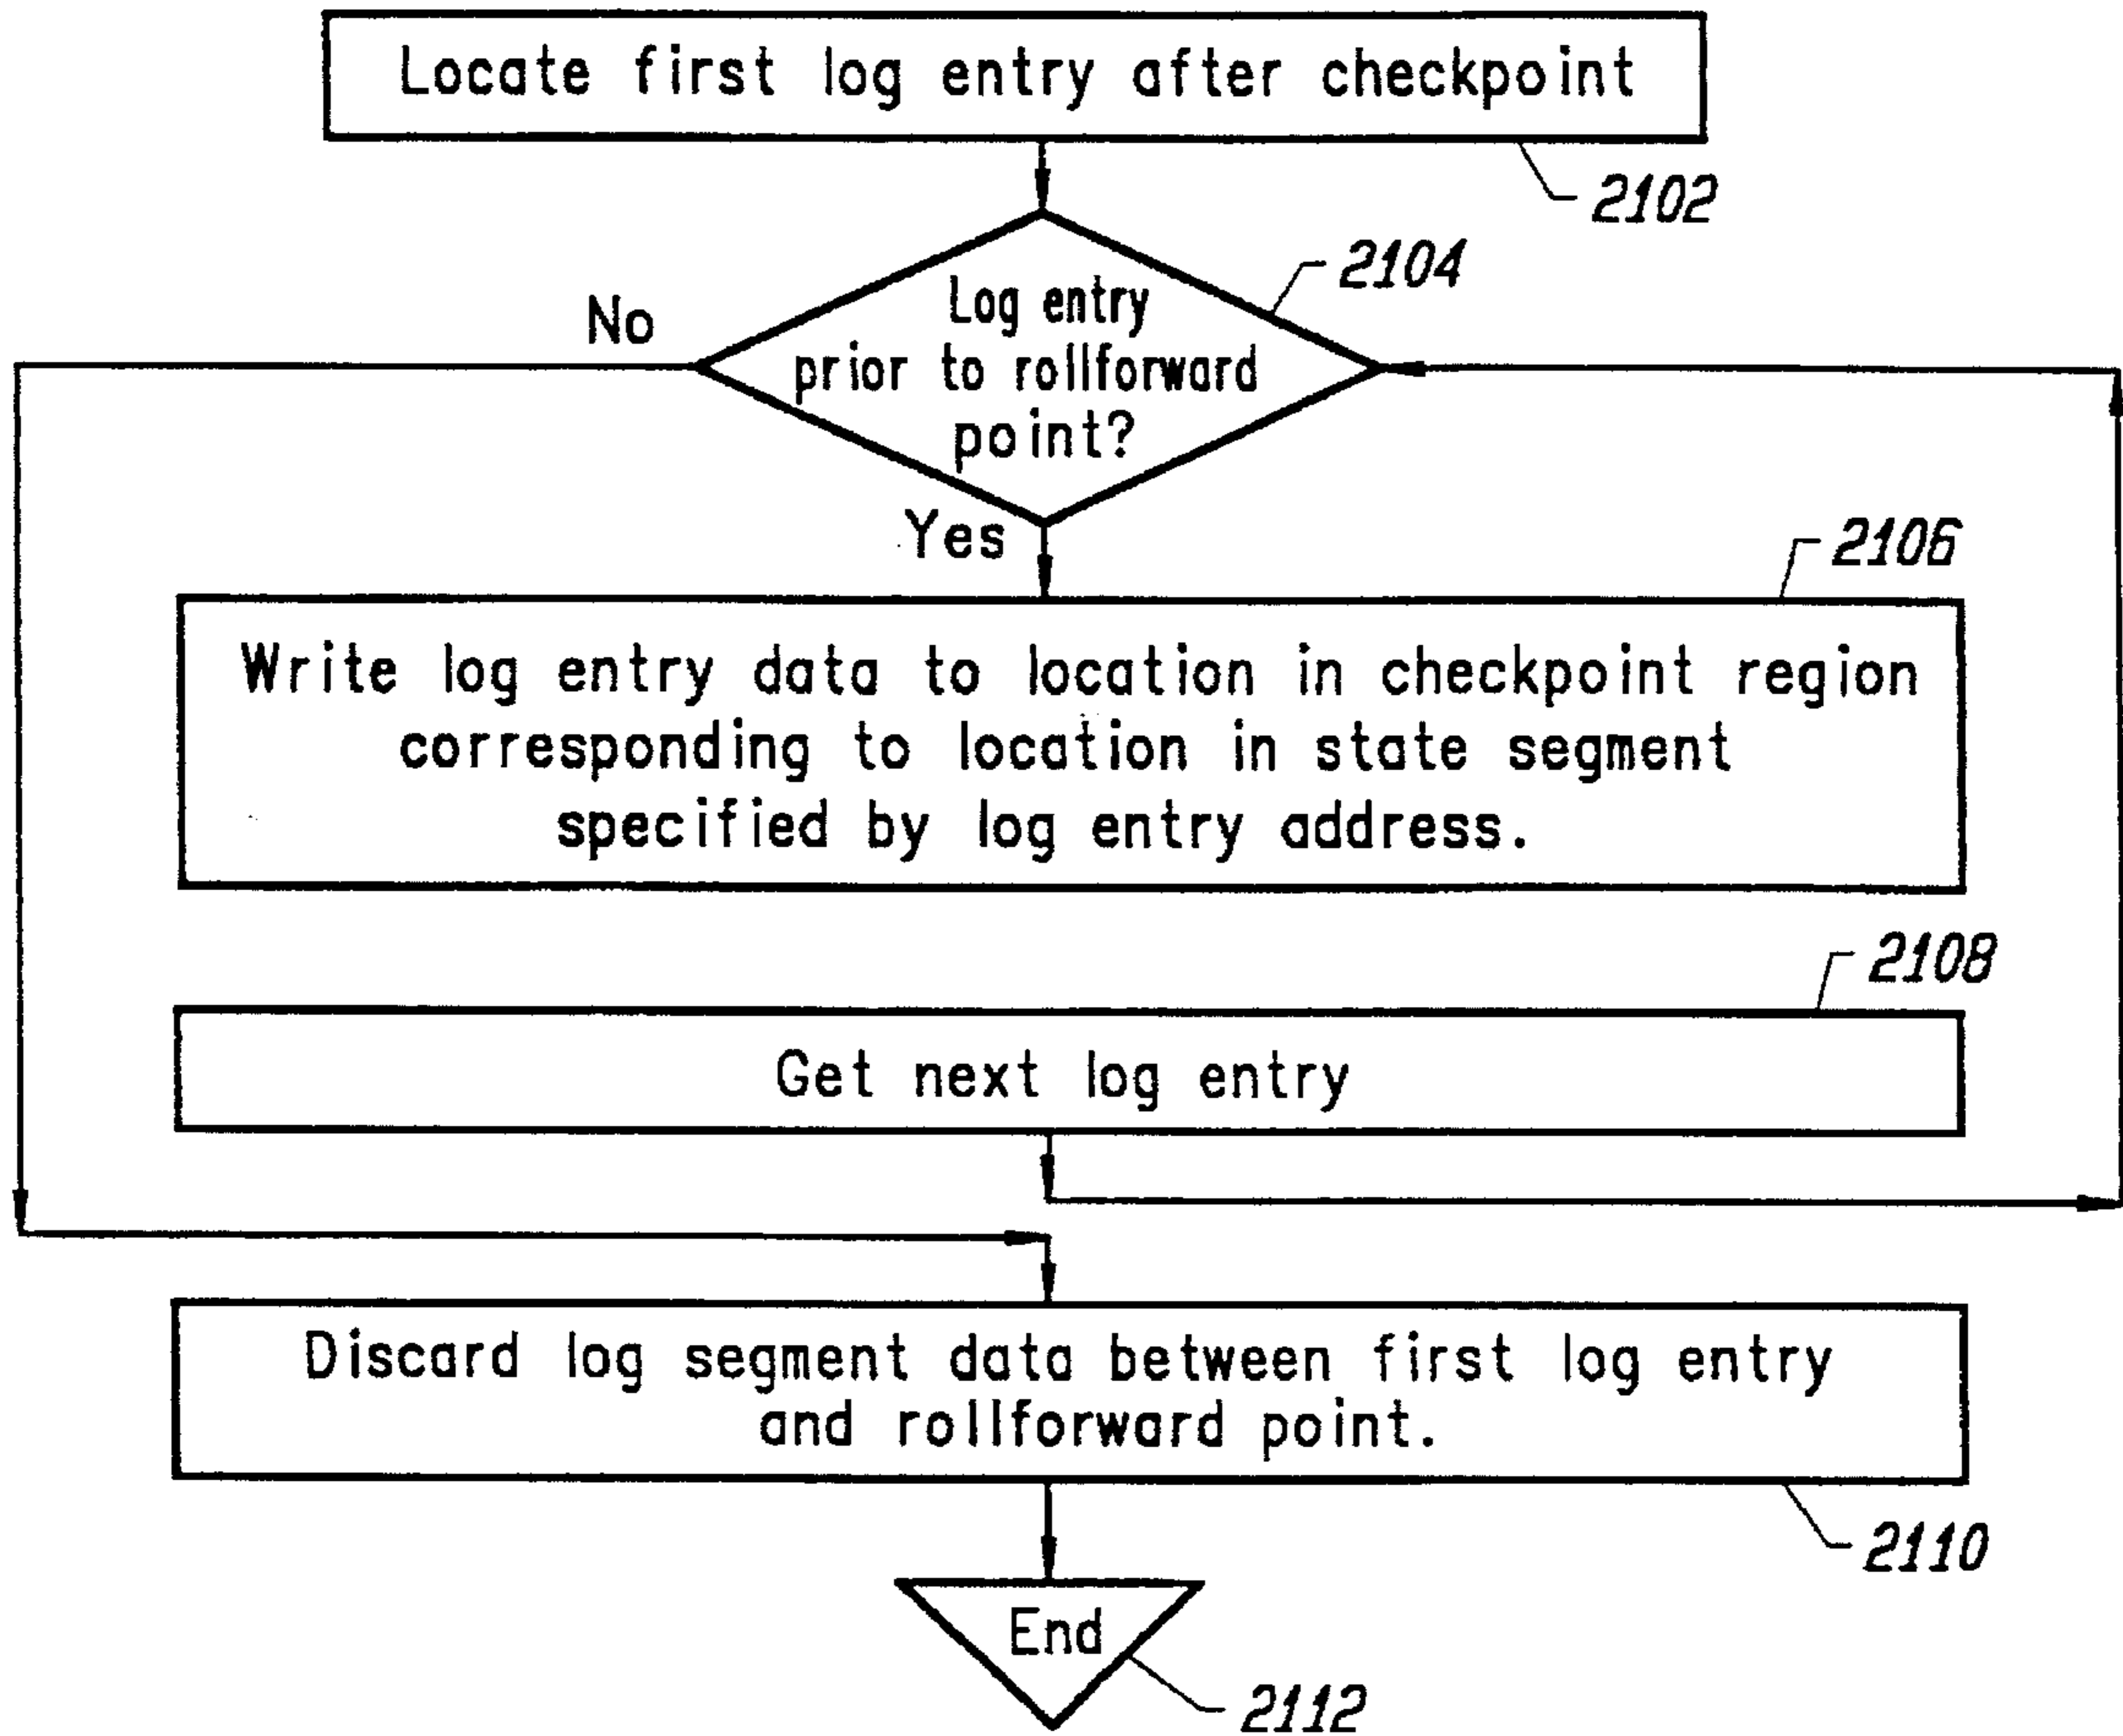 Locate first log entry after checkpoint
2102
2104
No
Log entry
prior to rollforward
point?
Yes
2106
Write log entry data to location in checkpoint region
corresponding to location in state segment
specified by log entry address.
2108
Get next log entry
Discard log segment data between first log entry
and rollforward point.
2110
End
2112